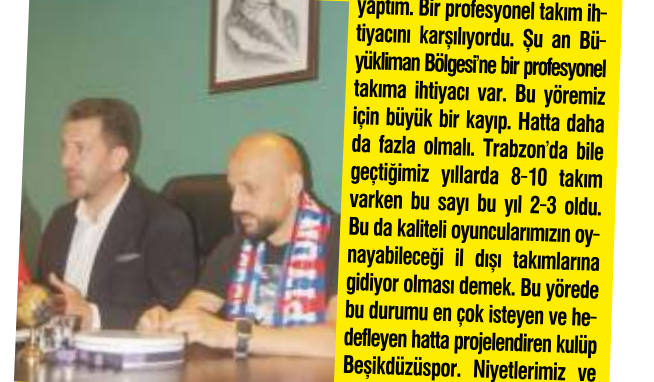 yaptım. Bir profesyonel takım ih-
tiyacını karşılıyordu. Şu an Bü-
yükliman Bölgesi'ne bir profesyonel
takıma ihtiyacı var. Bu yöremiz
için büyük bir kayıp. Hatta daha
da fazla olmalı. Trabzon'da bile
geçtiğimiz yıllarda 8-10 takım
varken bu sayı bu yıl 2-3 oldu.
Bu da kaliteli oyuncularımızın oy-
nayabileceği il dışı takımlarına
gidiyor olması demek. Bu yörede
bu durumu en çok isteyen ve he-
defleyen hatta projelendiren kulüp
Beşikdüzüspor. Niyetlerimiz ve